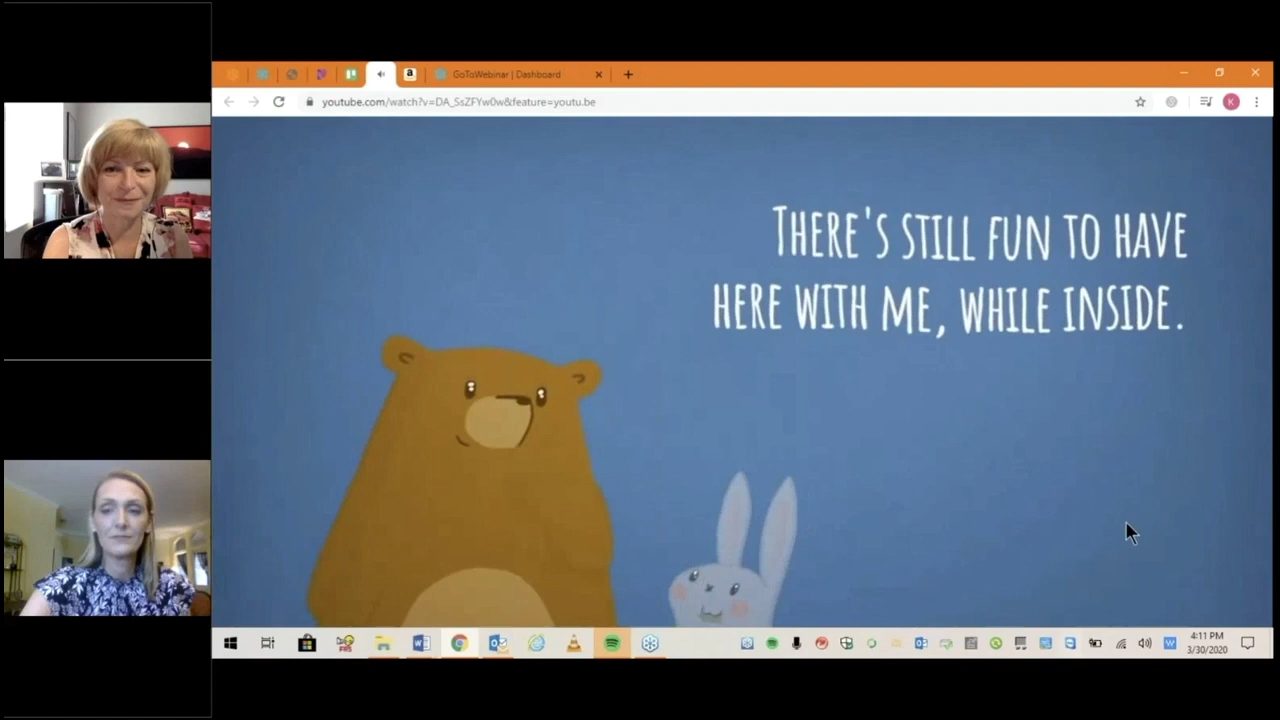 GoToWebinar | Dashboard
youtube.com/watch?v=DA_SsZFYw0w&feature=youtu.be
K
THERE'S STILL FUN TO HAVE
HERE WITH ME, WHILE INSIDE.
4:11 PM
3/30/2020